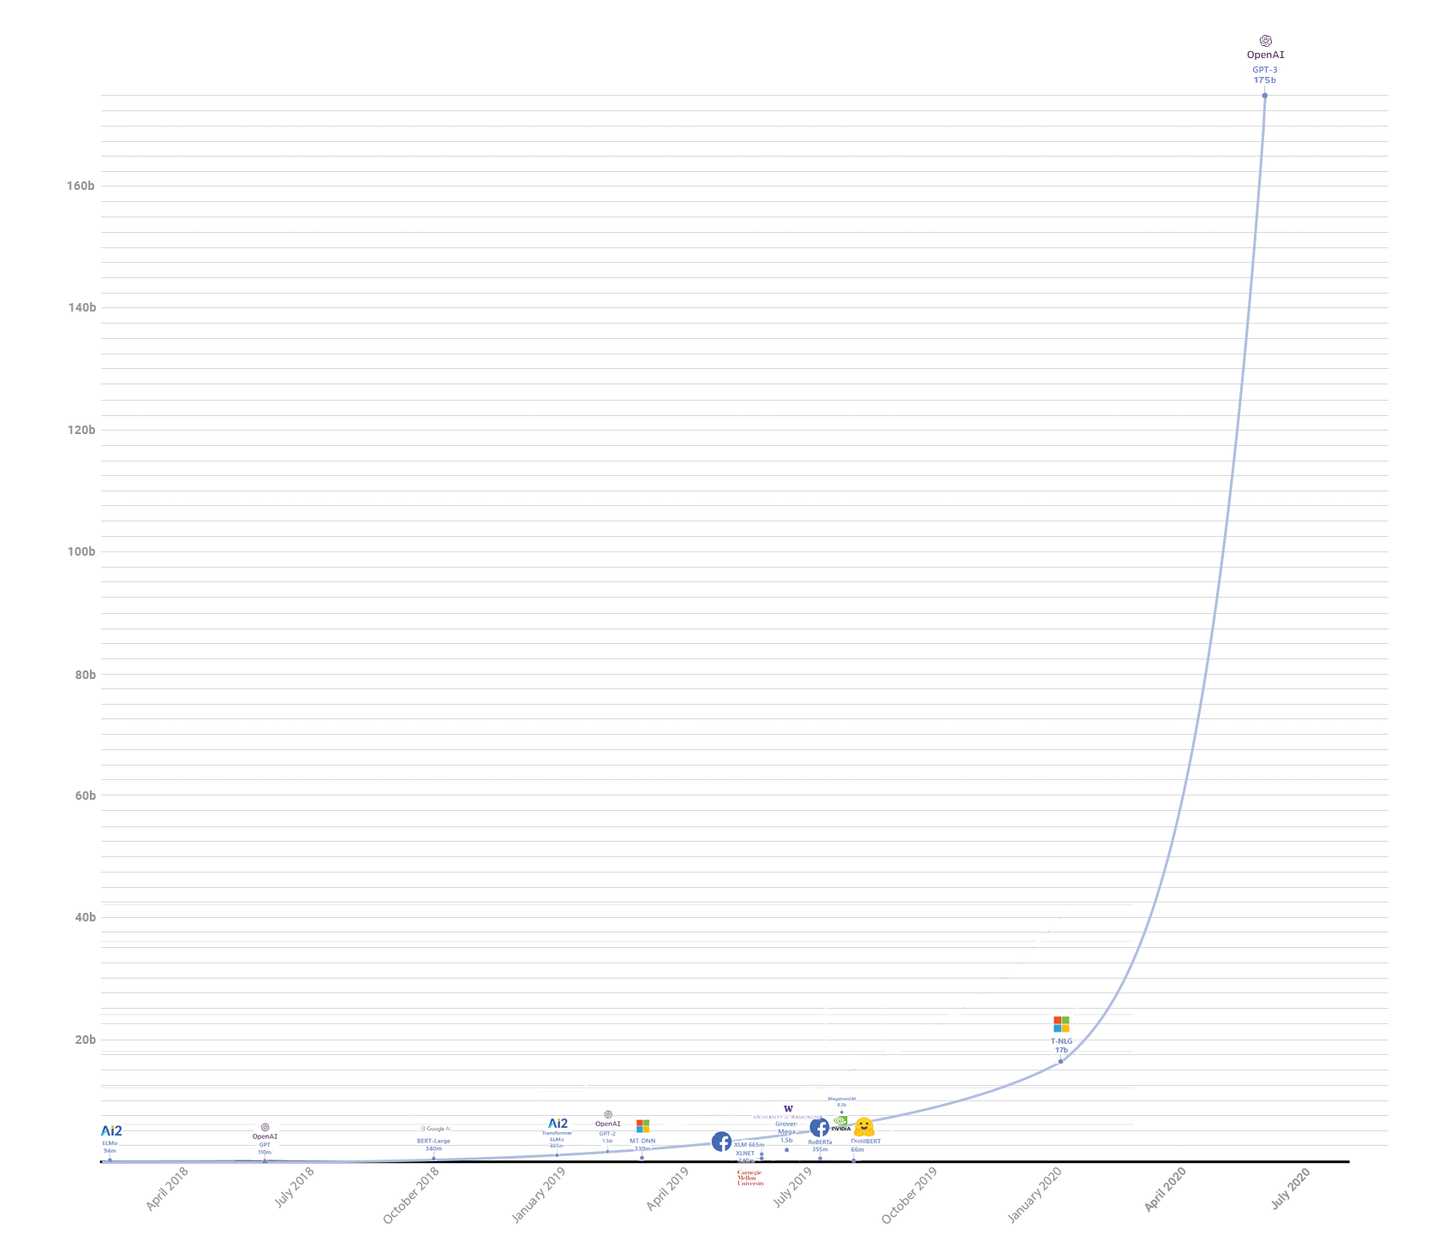 OpenAI
GPT-3
175b
160b
140b
120b
100b
80b
60b
40b
20b
T-NLG
17b
MegatronLM
8.3b
W
Grover-
Mega
1.5b
NVIDIA
RoBERTa
355m
DistilBERT
66m
XLM 665m
XLNET
Carnegie
Mellon
University
MT-DNN
330m
OpenAI
GPT-2
1.5b
AI2
Transformer
ELMo
465m
Google AI
BERT-Large
340m
OpenAI
GPT
110m
AI2
ELMo
94m
April 2018
July 2018
October 2018
January 2019
April 2019
July 2019
October 2019
January 2020
April 2020
July 2020